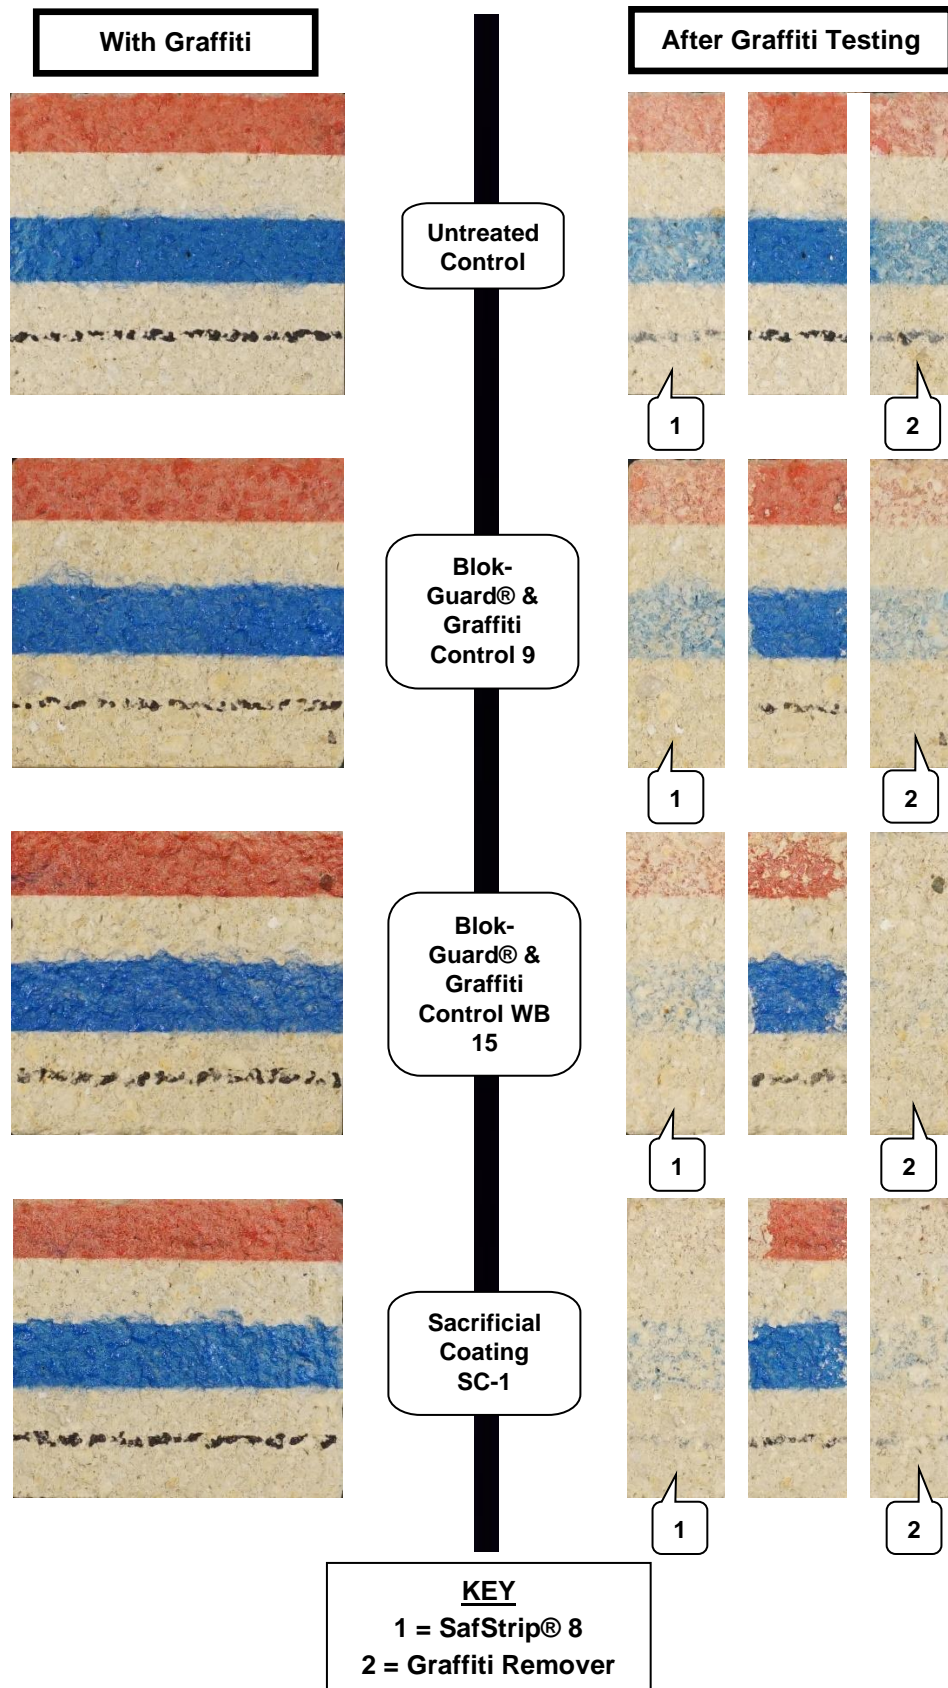 With Graffiti
After Graffiti Testing
Untreated
Control
1
2
Blok-
Guard® &
Graffiti
Control 9
1
2
Blok-
Guard® &
Graffiti
Control WB
15
1
2
Sacrificial
Coating
SC-1
1
2
KEY
1 = SafStrip® 8
2 = Graffiti Remover